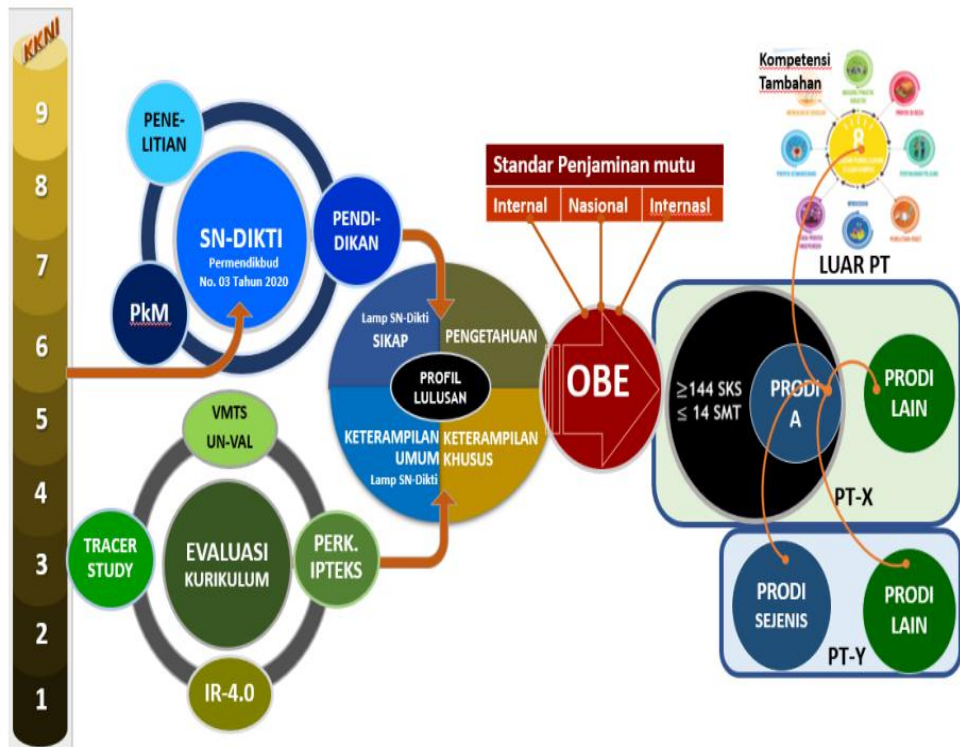 KKNI
9
8
7
6
5
4
3
2
1
PENE-
LITIAN
SN-DIKTI
Permendikbud
No. 03 Tahun 2020
PENDI-
DIKAN
PkM
VMTS
UN-VAL
TRACER
STUDY
EVALUASI
KURIKULUM
PERK.
IPTEKS
IR-4.0
Lamp SN-Dikti
SIKAP
PENGETAHUAN
PROFIL
LULUSAN
KETERAMPILAN
UMUM
Lamp SN-Dikti
KETERAMPILAN
KHUSUS
Standar Penjaminan mutu
Internal
Nasional
Internasl
OBE
Kompetensi
Tambahan
8
LUAR PT
≥144 SKS
≤ 14 SMT
PRODI
A
PRODI
LAIN
PT-X
PRODI
SEJENIS
PRODI
LAIN
PT-Y